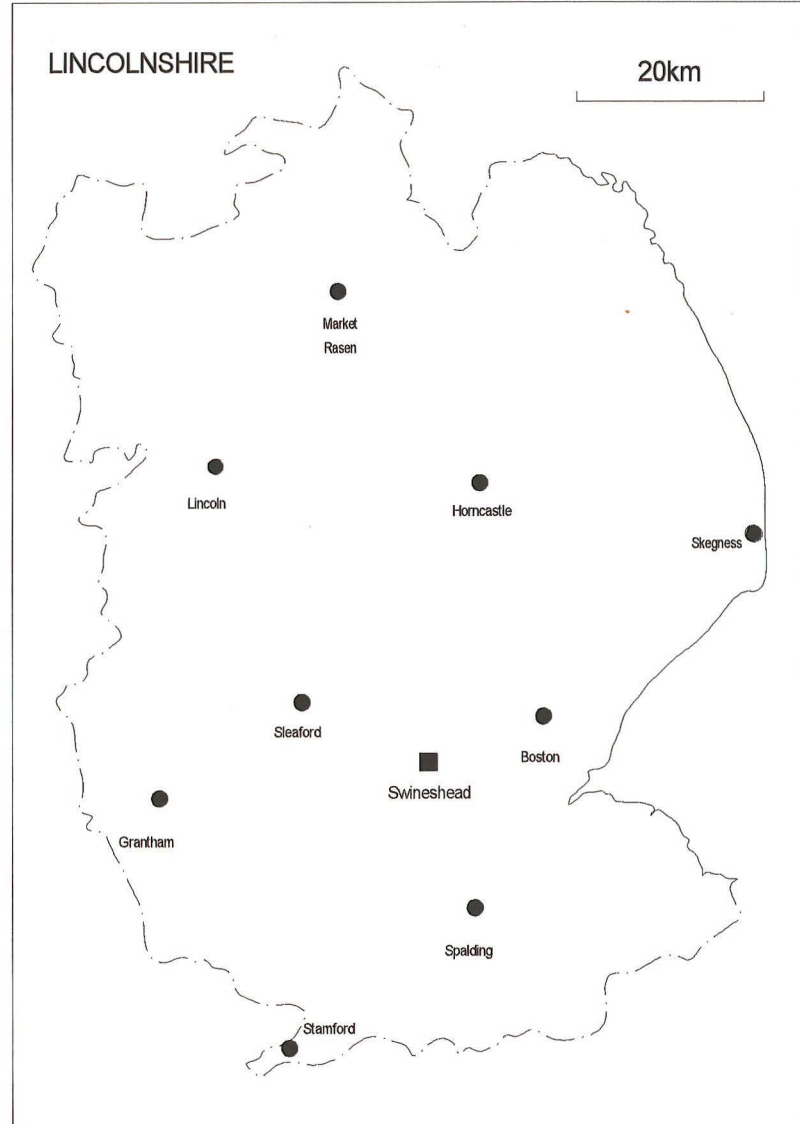 LINCOLNSHIRE
20km
Market
Rasen
Lincoln
Horncastle
Skegness
Sleaford
Boston
Swineshead
Grantham
Spalding
Stamford